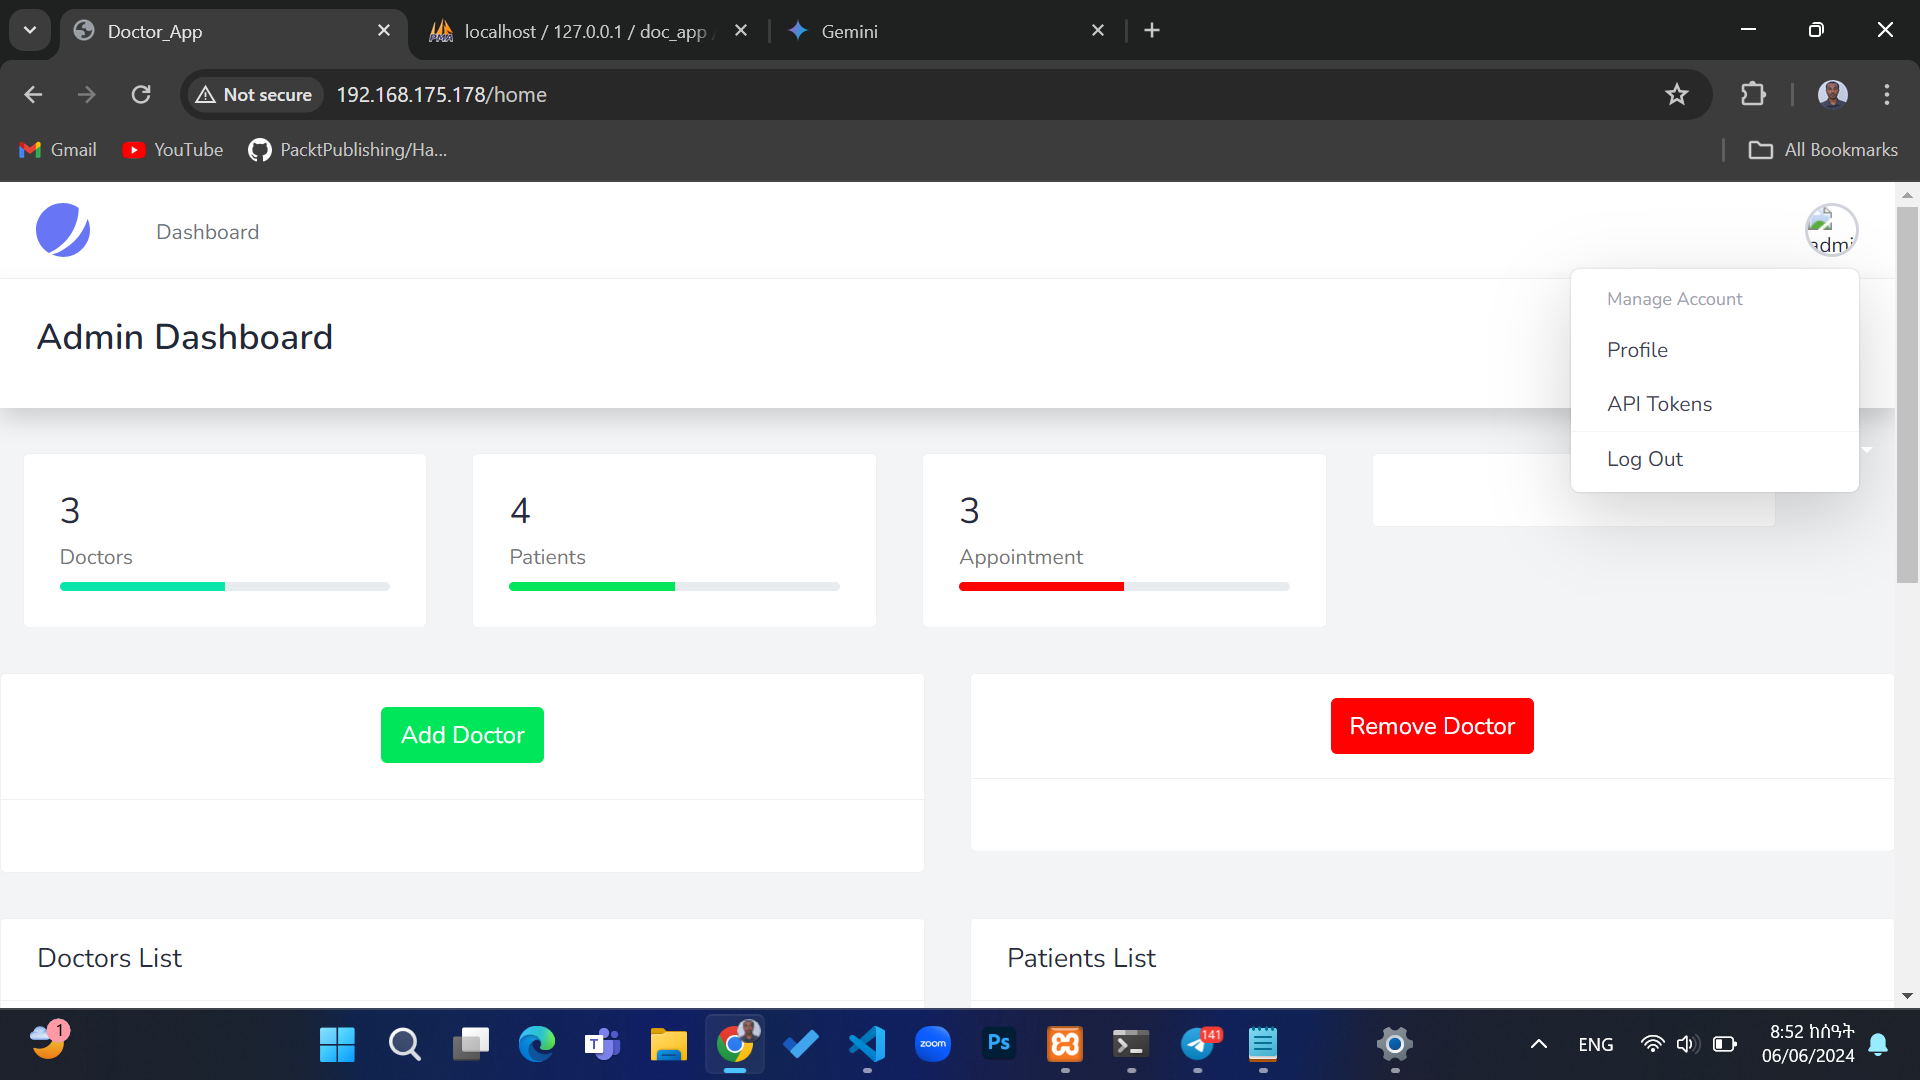 Doctor_App
localhost / 127.0.0.1 / doc_app
Gemini
Not secure
192.168.175.178/home
Gmail
YouTube
PacktPublishing/Ha...
All Bookmarks
Dashboard
admi
Manage Account
Profile
API Tokens
Log Out
Admin Dashboard
3
Doctors
4
Patients
3
Appointment
Add Doctor
Remove Doctor
Doctors List
Patients List
1
T
zoom
Ps
141
ENG
8:52 ከሰዓት
06/06/2024